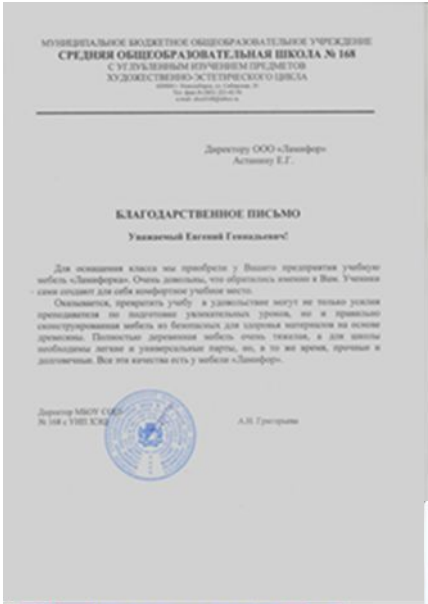 МУНИЦИПАЛЬНОЕ БЮДЖЕТНОЕ ОБЩЕОБРАЗОВАТЕЛЬНОЕ УЧРЕЖДЕНИЕ
СРЕДНЯЯ ОБЩЕОБРАЗОВАТЕЛЬНАЯ ШКОЛА № 168
С УГЛУБЛЕННЫМ ИЗУЧЕНИЕМ ПРЕДМЕТОВ
ХУДОЖЕСТВЕННО-ЭСТЕТИЧЕСКОГО ЦИКЛА
Директору ООО «Ламифор»
Астанину Е.Г.
БЛАГОДАРСТВЕННОЕ ПИСЬМО
Уважаемый Евгений Геннадьевич!
Для оснащения класса мы приобрели у Вашего предприятия учебную
мебель «Ламиформа». Очень довольны, что обратились именно к Вам. Ученики
сами создают для себя комфортное учебное место.
Оказывается, превратить учебу в удовольствие могут не только усилия
преподавателя по подготовке увлекательных уроков, но и правильно
сконструированная мебель из безопасных для здоровья материалов на основе
древесины. Полностью деревянная мебель очень тяжелая, а для школы
необходимы легкие и универсальные парты, но, в то же время, прочные и
долговечные. Все эти качества есть у мебели «Ламифор».
Директор МБОУ СОШ
№ 168 с УИП ХЭЦ
А.Н. Григорьева